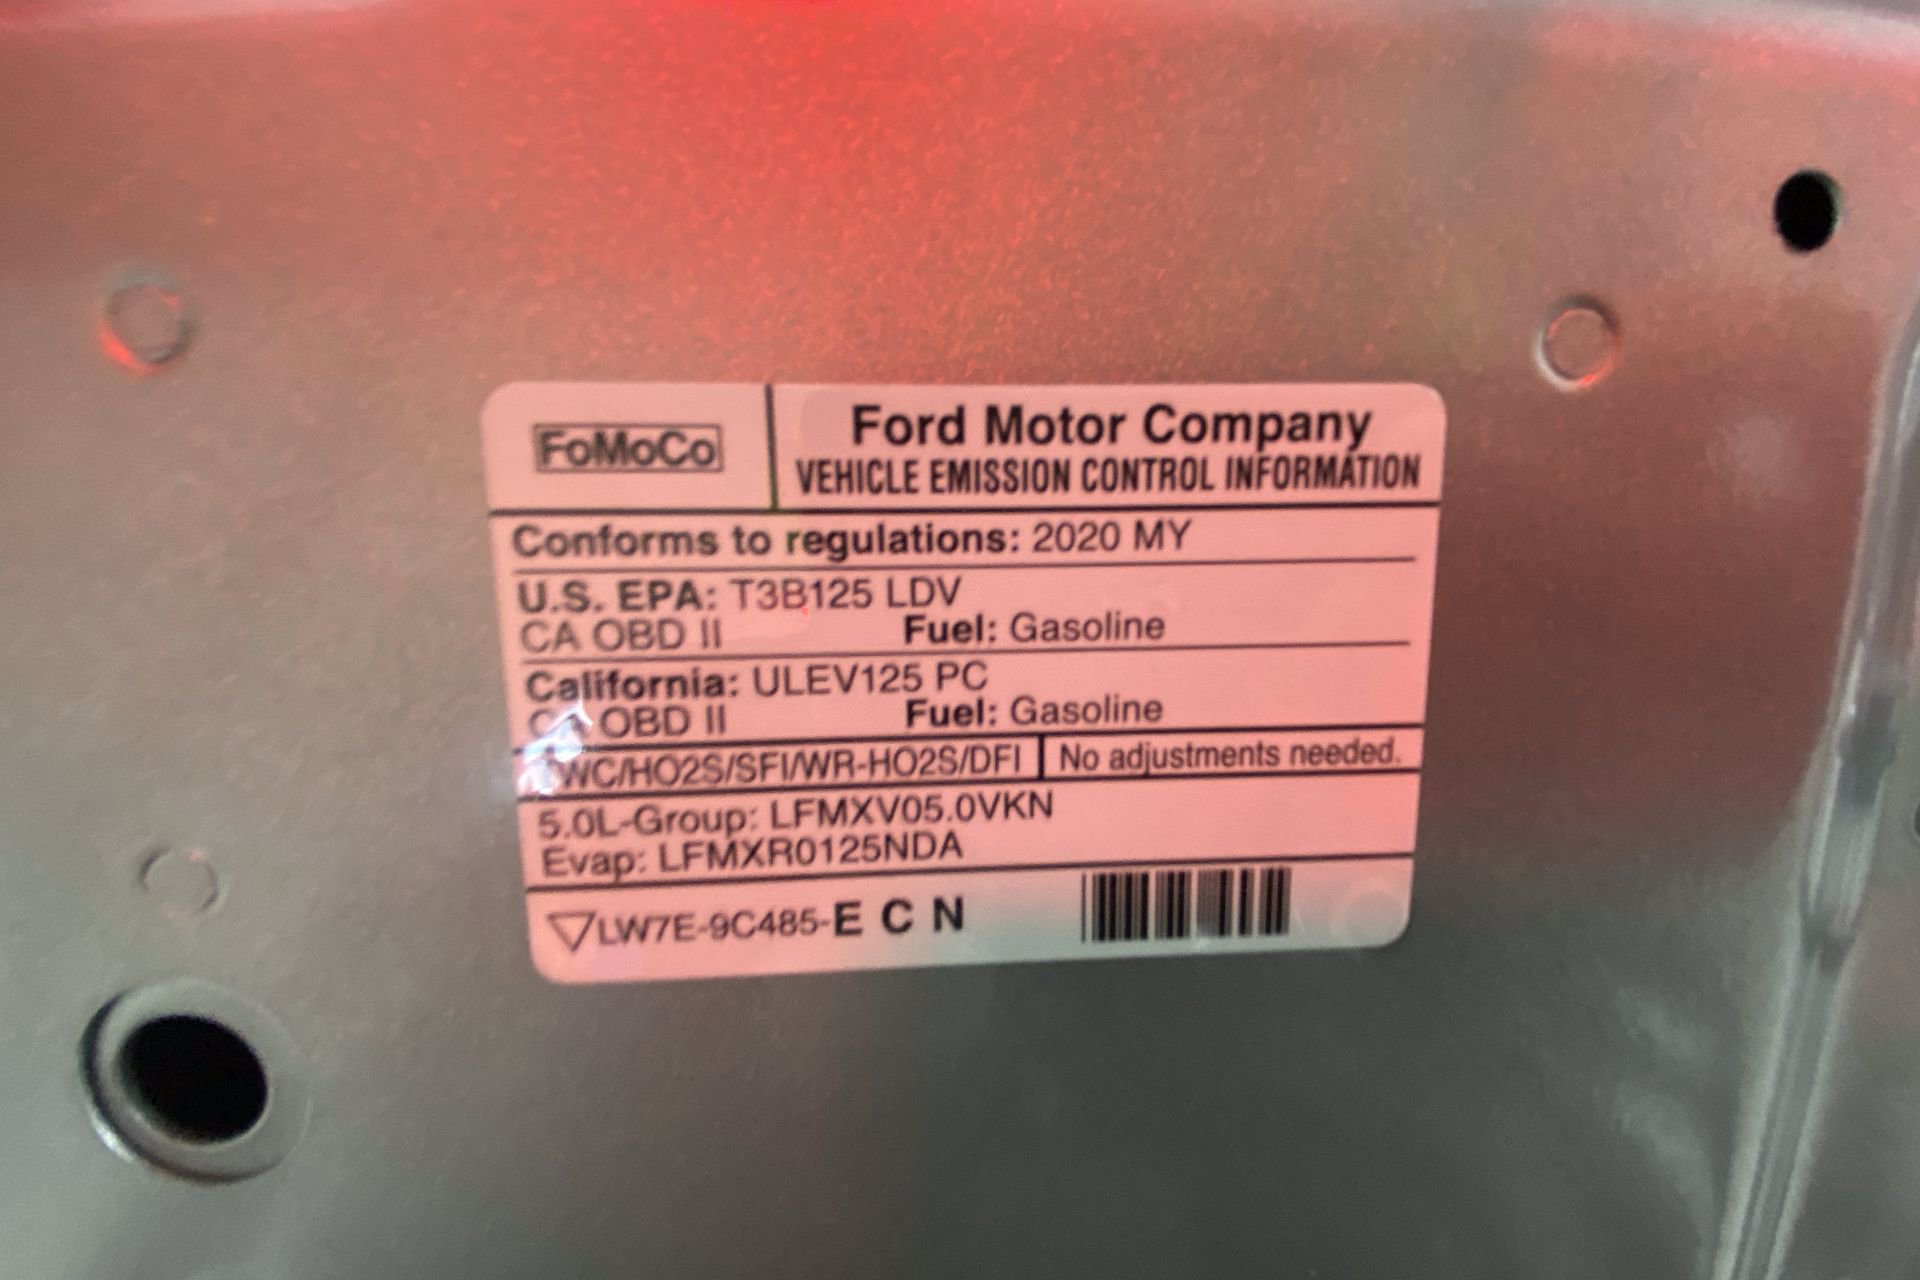 FoMoCo
Ford Motor Company
VEHICLE EMISSION CONTROL INFORMATION
Conforms to regulations: 2020 MY
U.S. EPA: T3B125 LDV
CA OBD II Fuel: Gasoline
California: ULEV125 PC
CA OBD II Fuel: Gasoline
TWC/HO2S/SFI/WR-HO2S/DFI No adjustments needed.
5.0L-Group: LFMXV05.0VKN
Evap: LFMXR0125NDA
LW7E-9C485-E C N